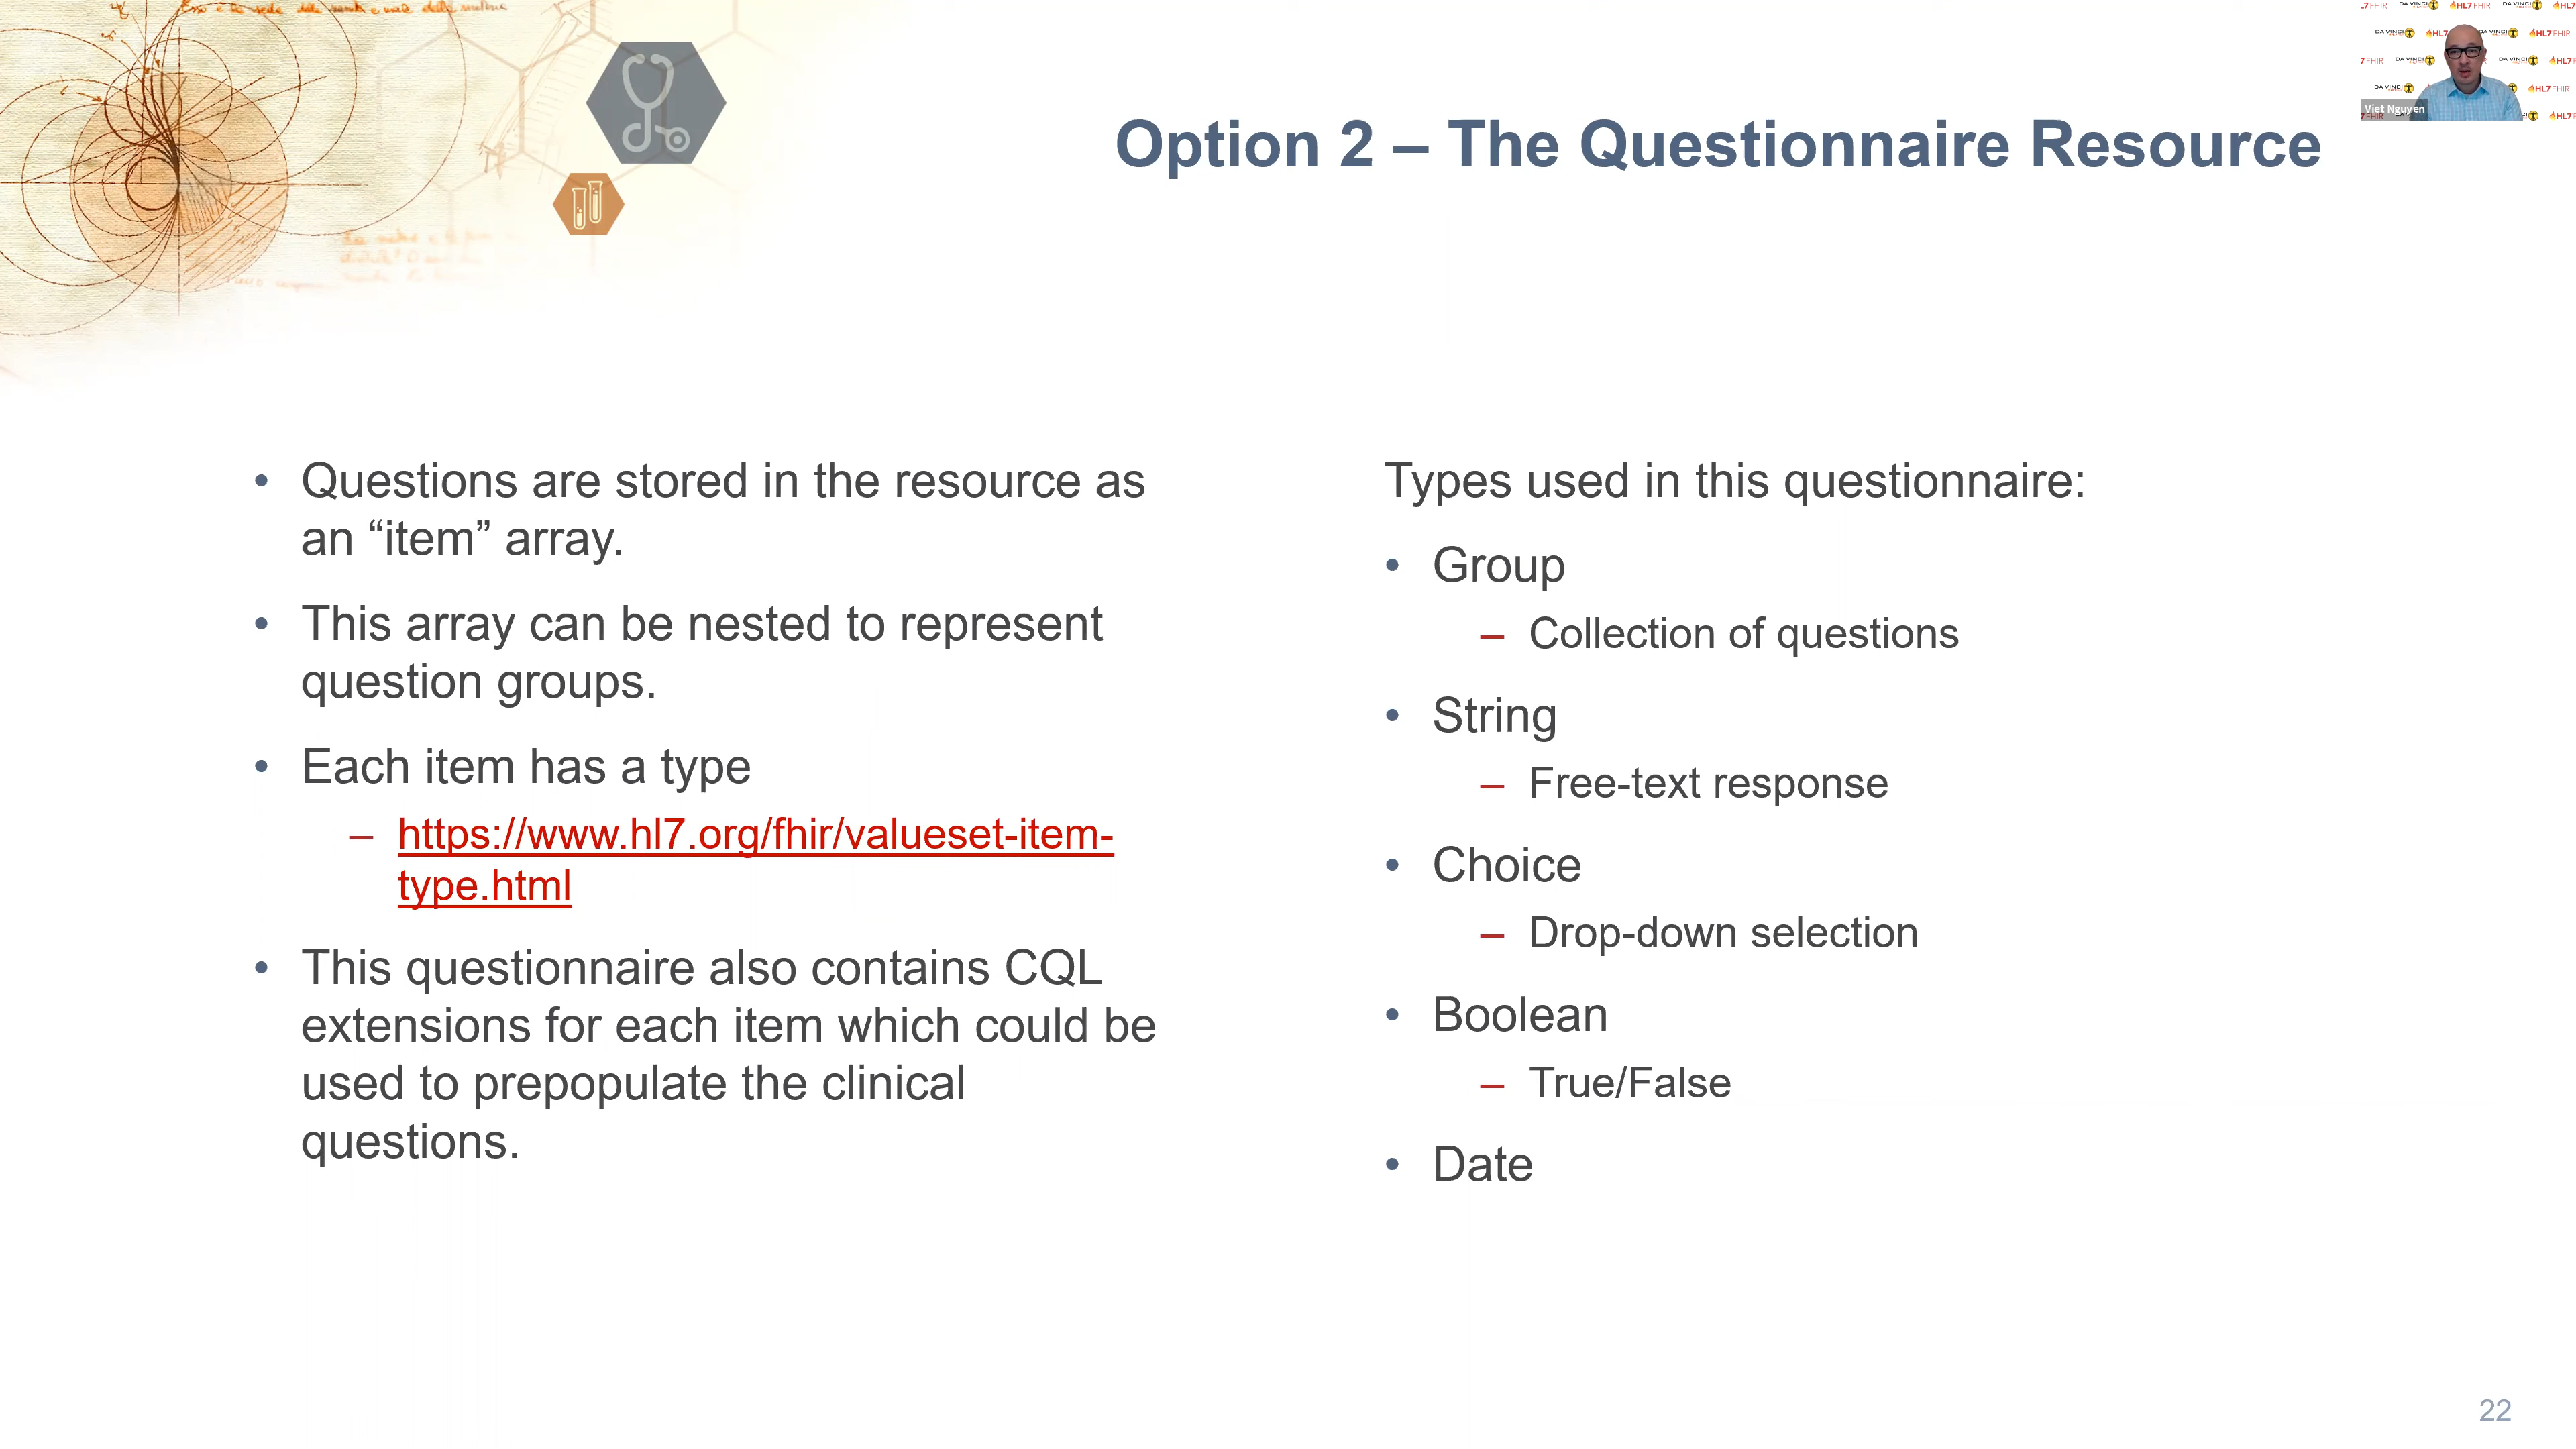 Option 2 – The Questionnaire Resource
Viet Nguyen
• Questions are stored in the resource as
an “item” array.
• This array can be nested to represent
question groups.
• Each item has a type
– https://www.hl7.org/fhir/valueset-item-
type.html
• This questionnaire also contains CQL
extensions for each item which could be
used to prepopulate the clinical
questions.
Types used in this questionnaire:
• Group
– Collection of questions
• String
– Free-text response
• Choice
– Drop-down selection
• Boolean
– True/False
• Date
22